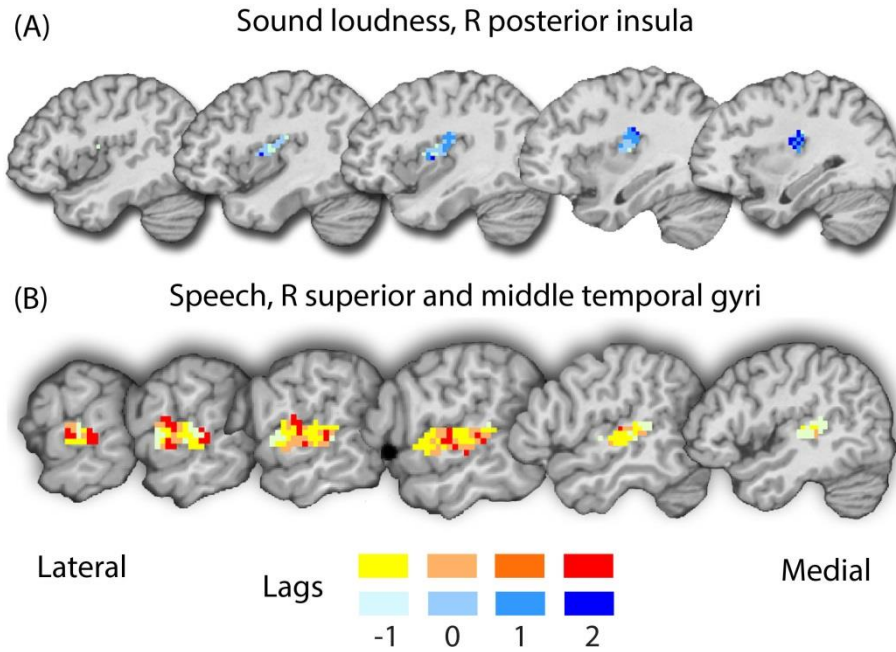 (A) Sound loudness, R posterior insula
(B) Speech, R superior and middle temporal gyri
Lateral
Lags
Medial
-1 0 1 2